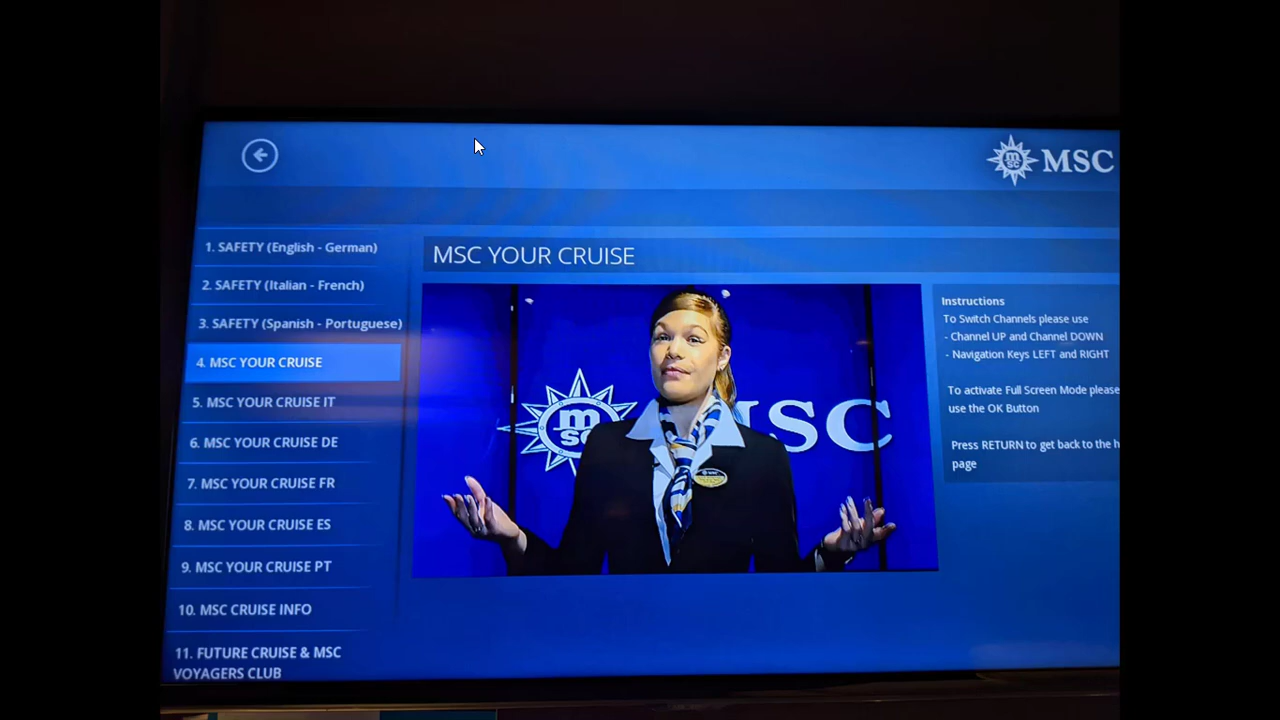 MSC
1. SAFETY (English - German)
2. SAFETY (Italian - French)
3. SAFETY (Spanish - Portuguese)
4. MSC YOUR CRUISE
5. MSC YOUR CRUISE IT
6. MSC YOUR CRUISE DE
7. MSC YOUR CRUISE FR
8. MSC YOUR CRUISE ES
9. MSC YOUR CRUISE PT
10. MSC CRUISE INFO
11. FUTURE CRUISE & MSC
VOYAGERS CLUB
MSC YOUR CRUISE
m
sc
MSC
Instructions
To Switch Channels please use
- Channel UP and Channel DOWN
- Navigation Keys LEFT and RIGHT
To activate Full Screen Mode please
use the OK Button
Press RETURN to get back to the h
page